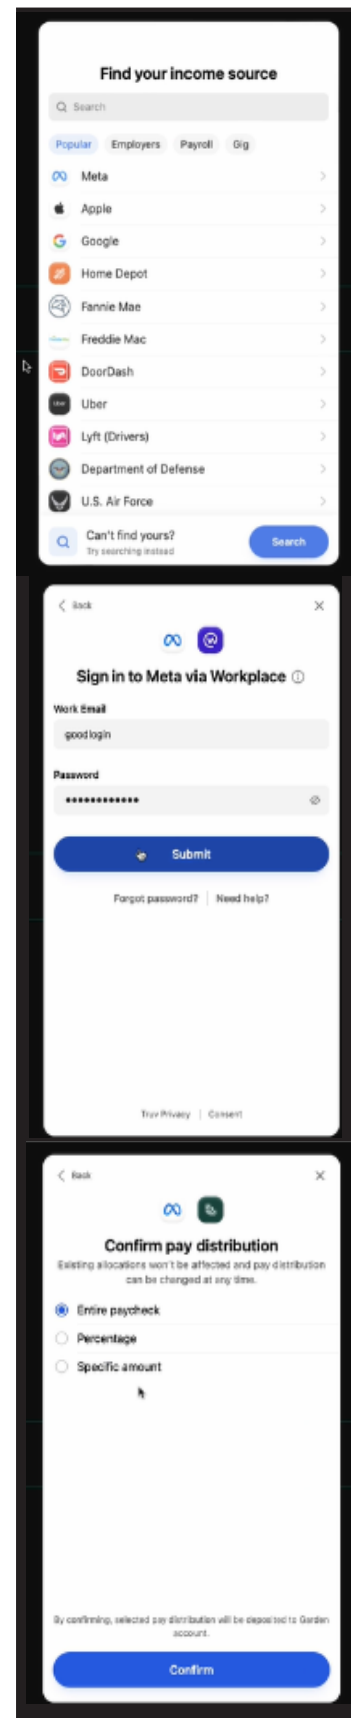 Find your income source
Search
Popular Employers Payroll Gig
Meta
Apple
Google
Home Depot
Fannie Mae
Freddie Mac
DoorDash
Uber
Lyft (Drivers)
Department of Defense
U.S. Air Force
Can't find yours?
Try searching instead
Search
Back
Sign in to Meta via Workplace
Work Email
goodlogin
Password
••••••••••••
Submit
Forgot password? Need help?
Truv Privacy | Consent
Back
Confirm pay distribution
Existing allocations won't be affected and pay distribution
can be changed at any time.
Entire paycheck
Percentage
Specific amount
By confirming, selected pay distribution will be deposited to Garden
account.
Confirm